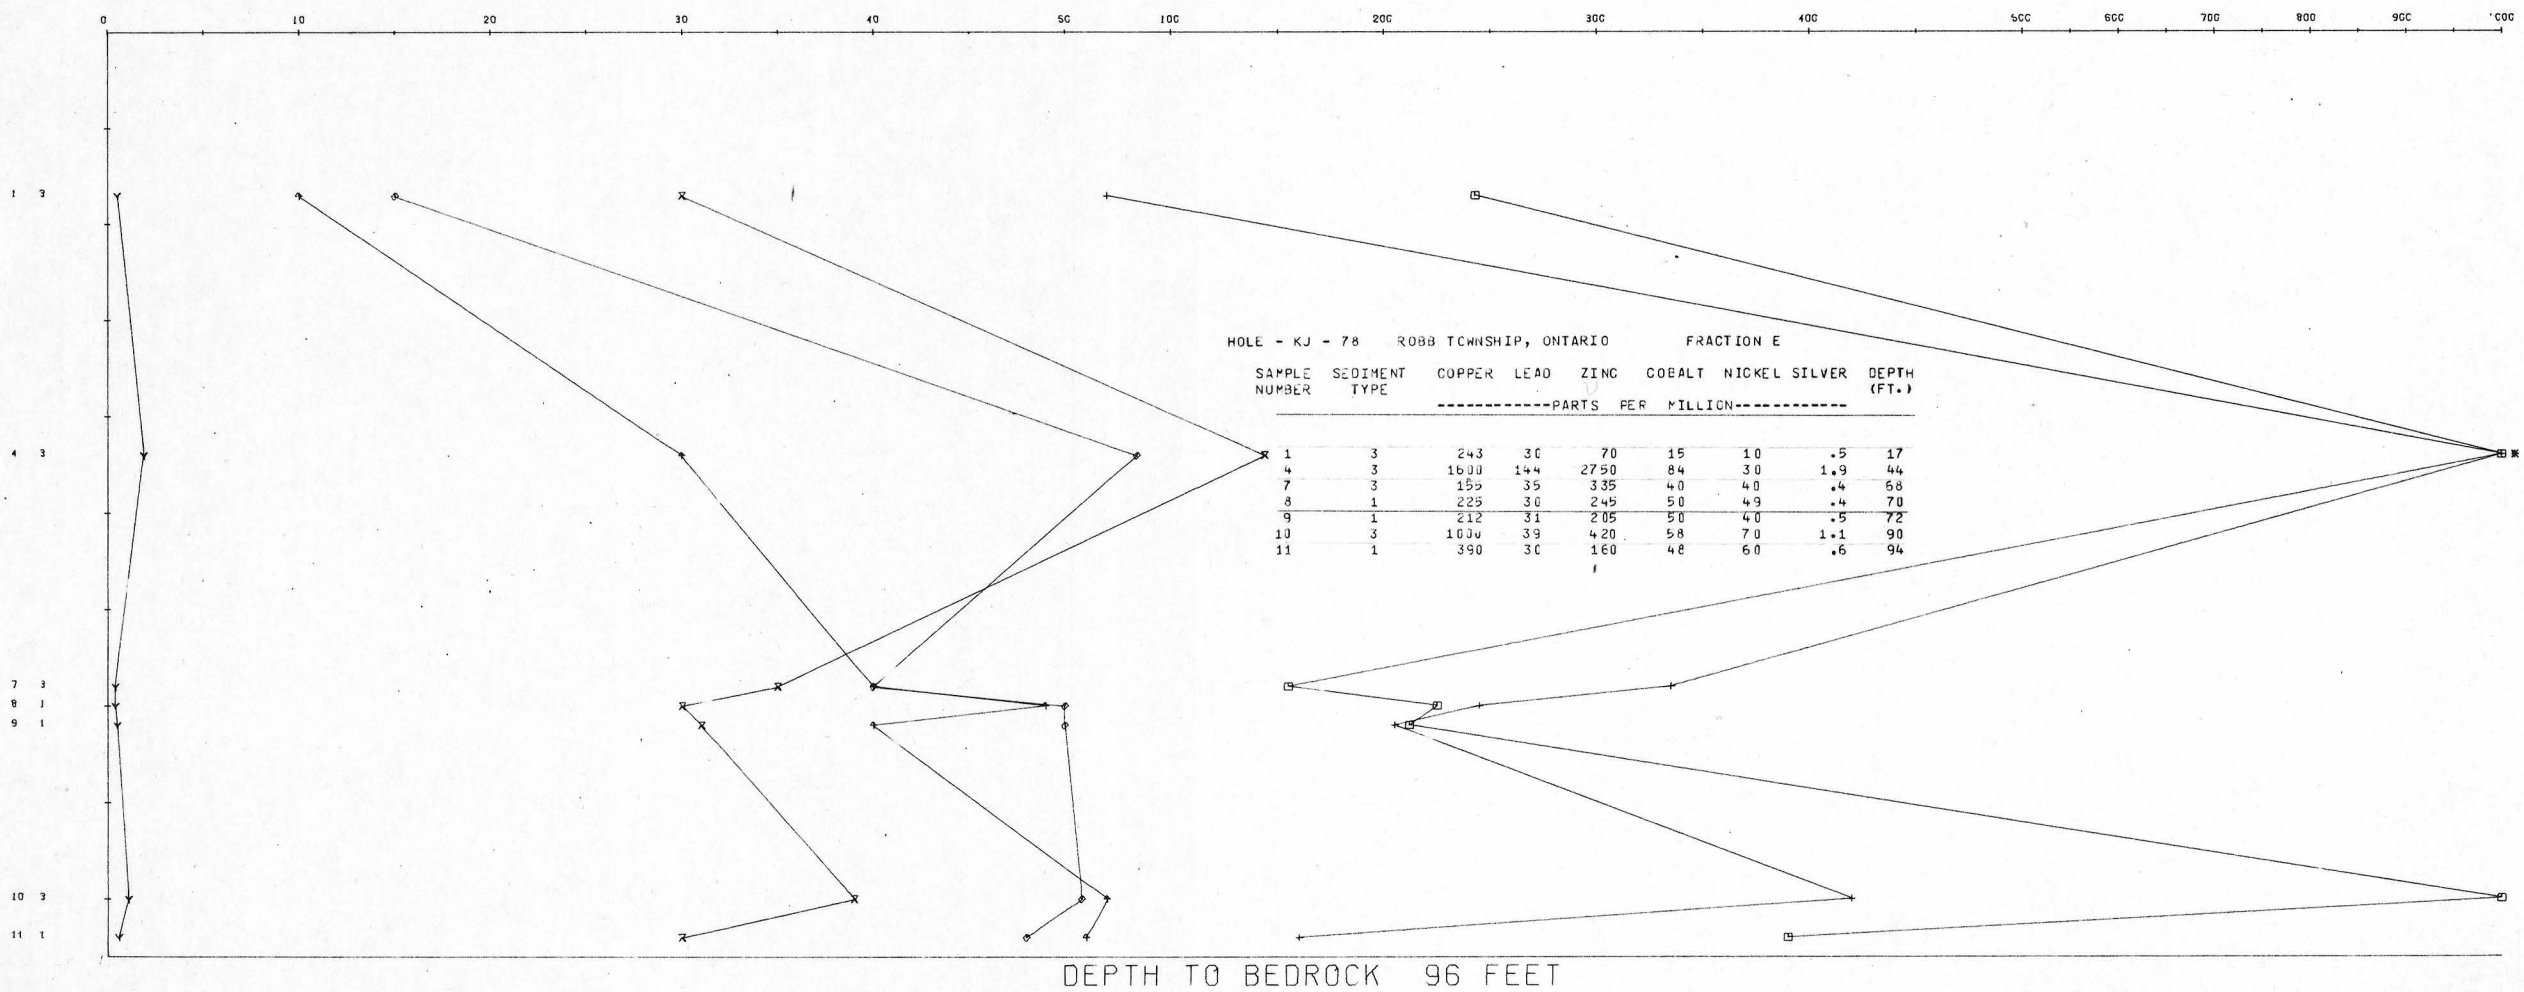 0 10 20 30 40 50 100 200 300 400 500 600 700 800 900 1000
1 3
HOLE - KJ - 78 ROBB TOWNSHIP, ONTARIO FRACTION E
SAMPLE SEDIMENT COPPER LEAD ZINC COBALT NICKEL SILVER DEPTH
NUMBER TYPE (FT.)
------------PARTS PER MILLION------------
4 3
1 3 243 30 70 15 10 .5 17
4 3 1600 144 2750 84 30 1.9 44
7 3 155 35 335 40 40 .4 68
8 1 225 30 245 50 49 .4 70
9 1 212 31 205 50 40 .5 72
10 3 1000 39 420 58 70 1.1 90
11 1 390 30 160 48 60 .6 94
7 3
8 1
9 1
10 3
11 1
DEPTH TO BEDROCK 96 FEET